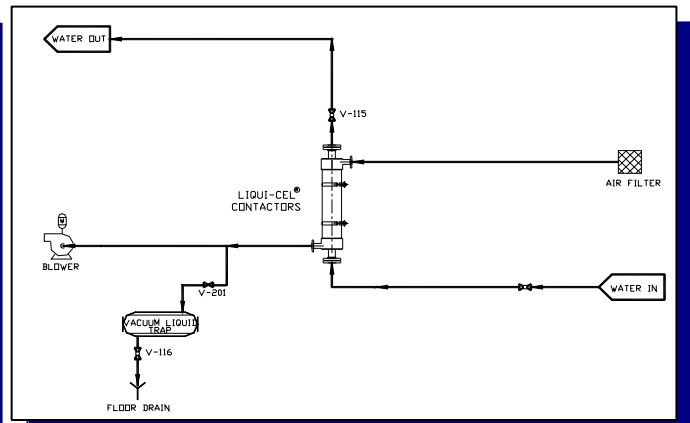 WATER OUT
V-115
AIR FILTER
LIQUI-CEL®
CONTACTORS
BLOWER
V-201
WATER IN
VACUUM LIQUID
TRAP
V-116
FLOOR DRAIN